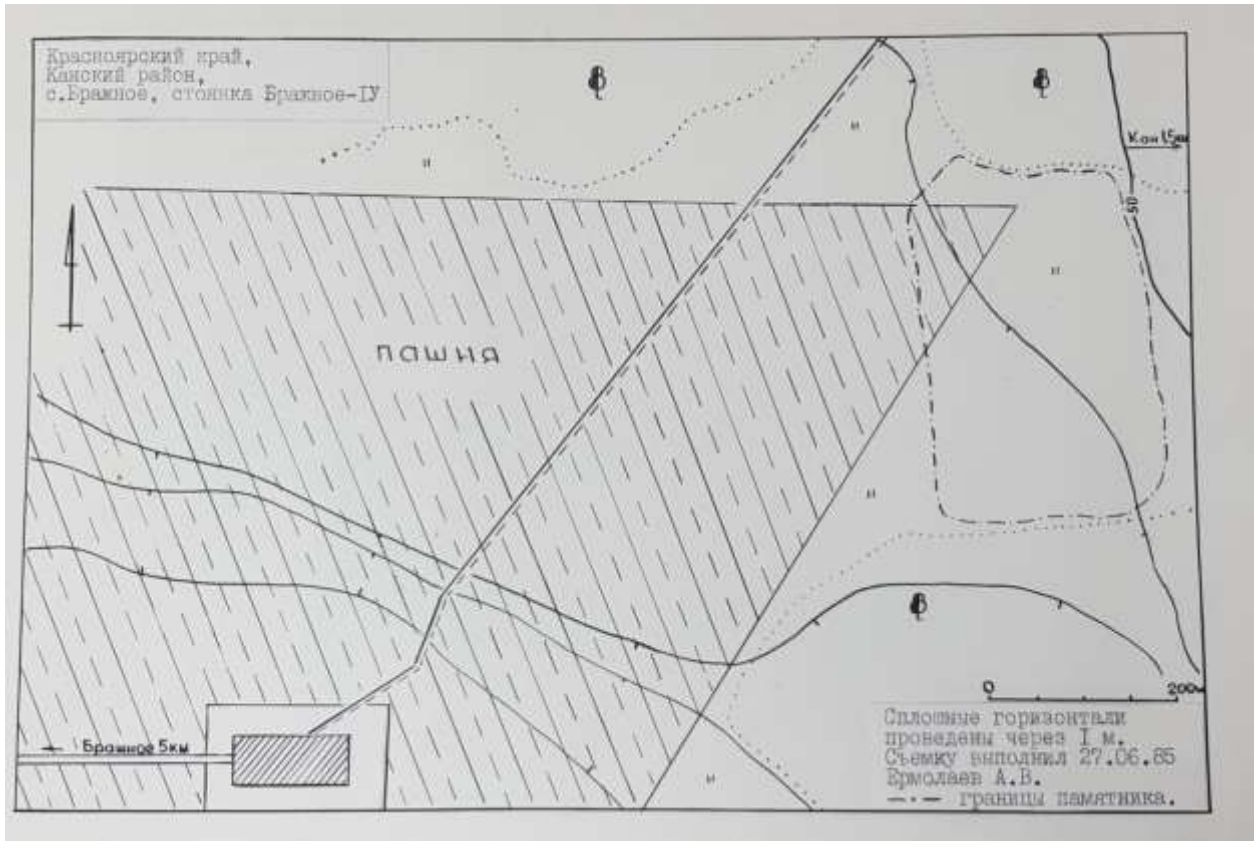 Красноярский край,
Канский район,
с.Бражное, стоянка Бражное-IУ
Кан 1,5км
50
пашня
Бражное 5км
0 200м
Сплошные горизонтали
проведены через I м.
Съемку выполнил 27.06.85
Ермолаев А.В.
границы памятника.